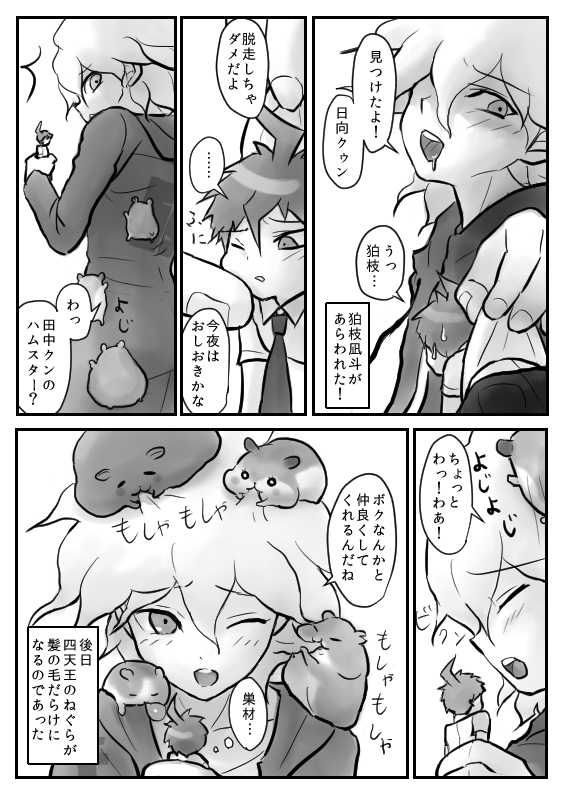 見つけたよ！
日向クゥン
うっ
狛枝…
狛枝凪斗が
あらわれた！
脱走しちゃ
ダメだよ
……
ふに
今夜は
おしおきかな
わっ
よじ
田中クンの
ハムスター？
ちょっと
わっ！わあ！
よじよじ
ビクン
ボクなんかと
仲良くして
くれるんだね
もしゃもしゃ
もしゃもしゃ
巣材…
後日
四天王のねぐらが
髪の毛だらけに
なるのであった